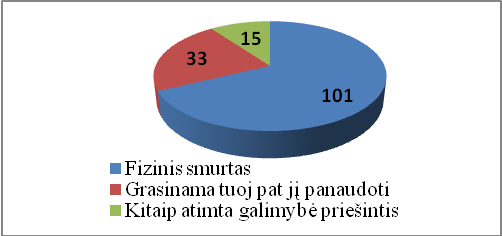 15
33
101
Fizinis smurtas
Grasinama tuoj pat jį panaudoti
Kitaip atimta galimybė priešintis